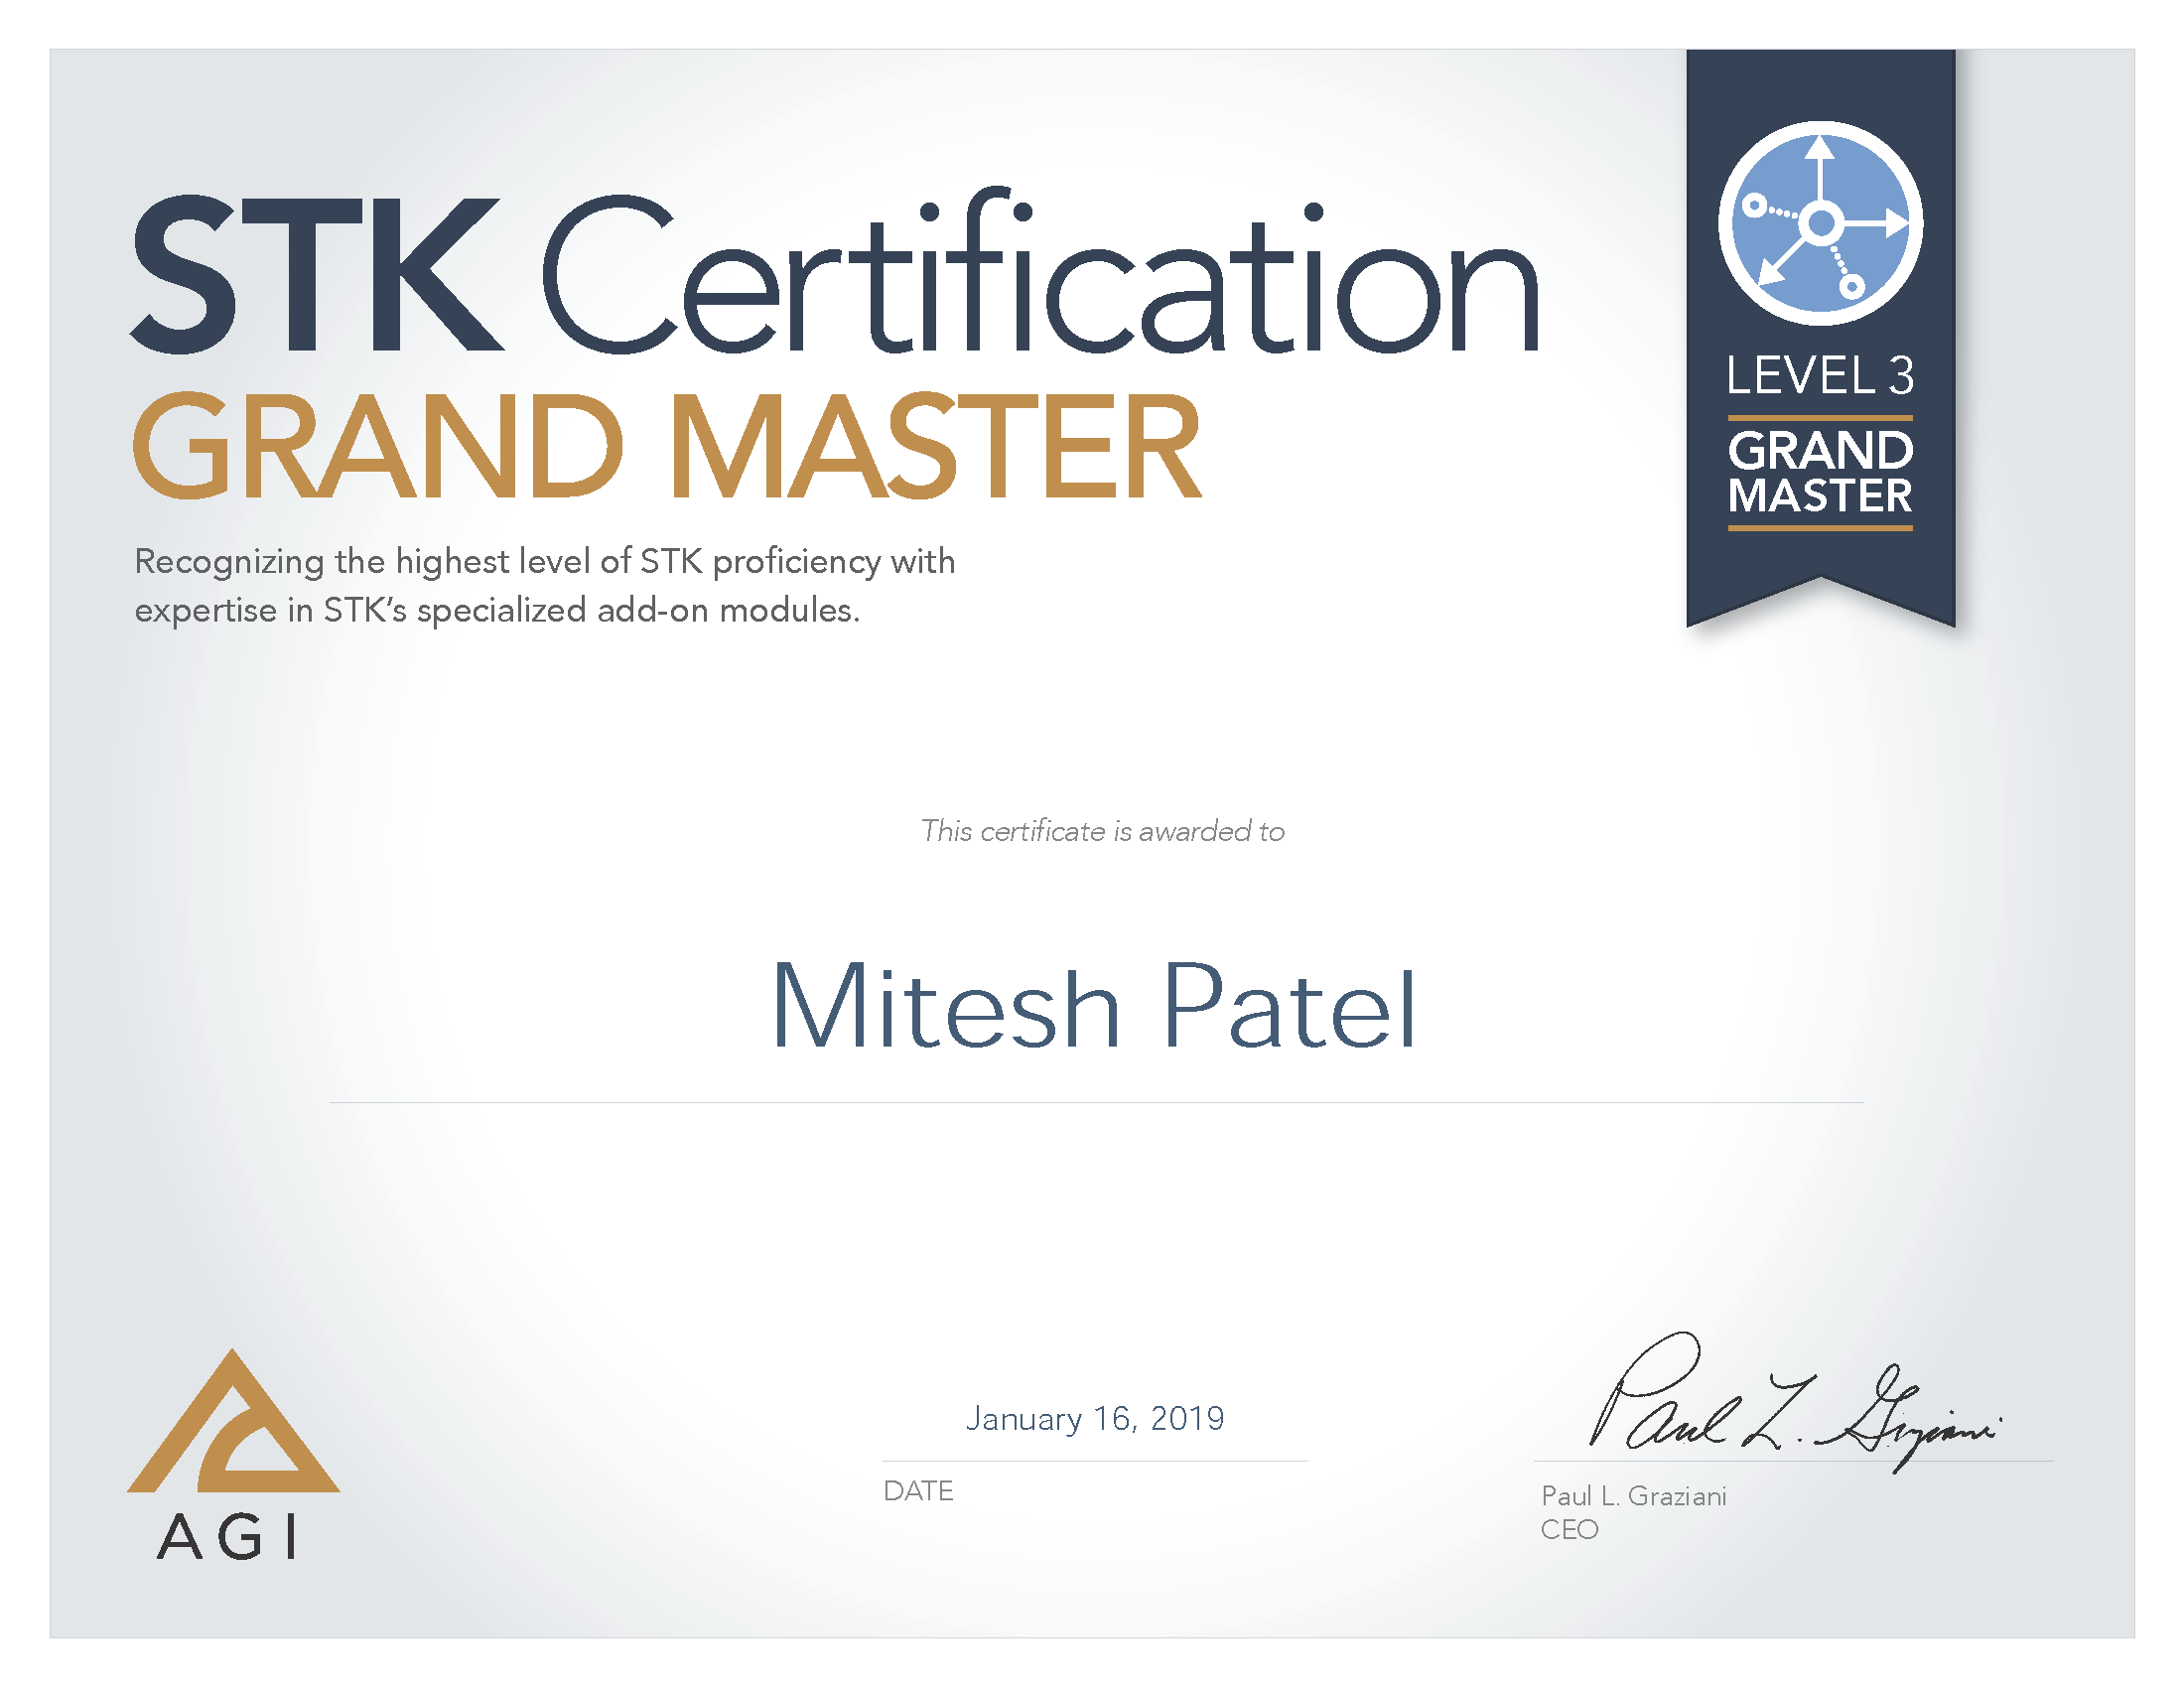 STK Certification
GRAND MASTER
Recognizing the highest level of STK proficiency with
expertise in STK’s specialized add-on modules.
LEVEL 3
GRAND
MASTER
This certificate is awarded to
Mitesh Patel
AGI
January 16, 2019
DATE
Paul L. Graziani
Paul L. Graziani
CEO